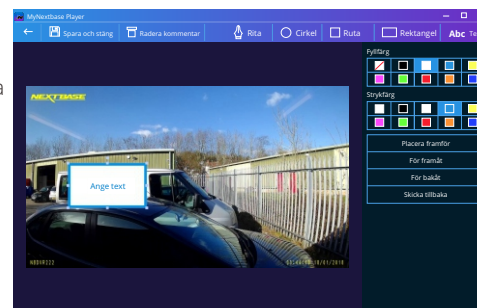 MyNextbase Player
Spara och stäng
Radera kommentar
Rita
Cirkel
Ruta
Rektangel
Abc
Fyllfärg
Strykfärg
Placera framför
För framåt
För bakåt
Skicka tillbaka
NEXTBASE
Ange text
NBDVR222